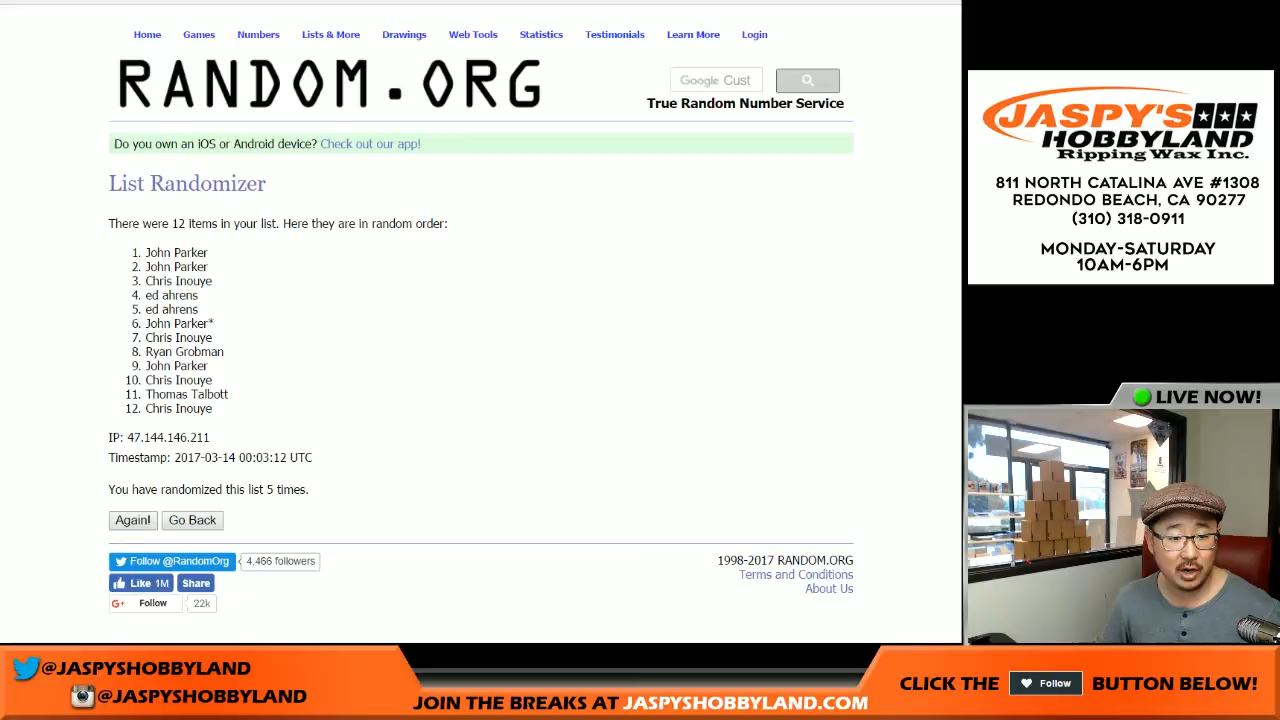 Home Games Numbers Lists & More Drawings Web Tools Statistics Testimonials Learn More Login
RANDOM.ORG
Google Cust
True Random Number Service
Do you own an iOS or Android device? Check out our app!
List Randomizer
There were 12 items in your list. Here they are in random order:
1. John Parker
2. John Parker
3. Chris Inouye
4. ed ahrens
5. ed ahrens
6. John Parker*
7. Chris Inouye
8. Ryan Grobman
9. John Parker
10. Chris Inouye
11. Thomas Talbott
12. Chris Inouye
IP: 47.144.146.211
Timestamp: 2017-03-14 00:03:12 UTC
You have randomized this list 5 times.
Again! Go Back
Follow @RandomOrg 4,466 followers
Like 1M Share
G+ Follow 22k
1998-2017 RANDOM.ORG
Terms and Conditions
About Us
JASPY'S
HOBBYLAND
Ripping Wax Inc.
811 NORTH CATALINA AVE #1308
REDONDO BEACH, CA 90277
(310) 318-0911
MONDAY-SATURDAY
10AM-6PM
LIVE NOW!
@JASPYSHOBBYLAND
@JASPYSHOBBYLAND
JOIN THE BREAKS AT JASPYSHOBBYLAND.COM
CLICK THE Follow BUTTON BELOW!